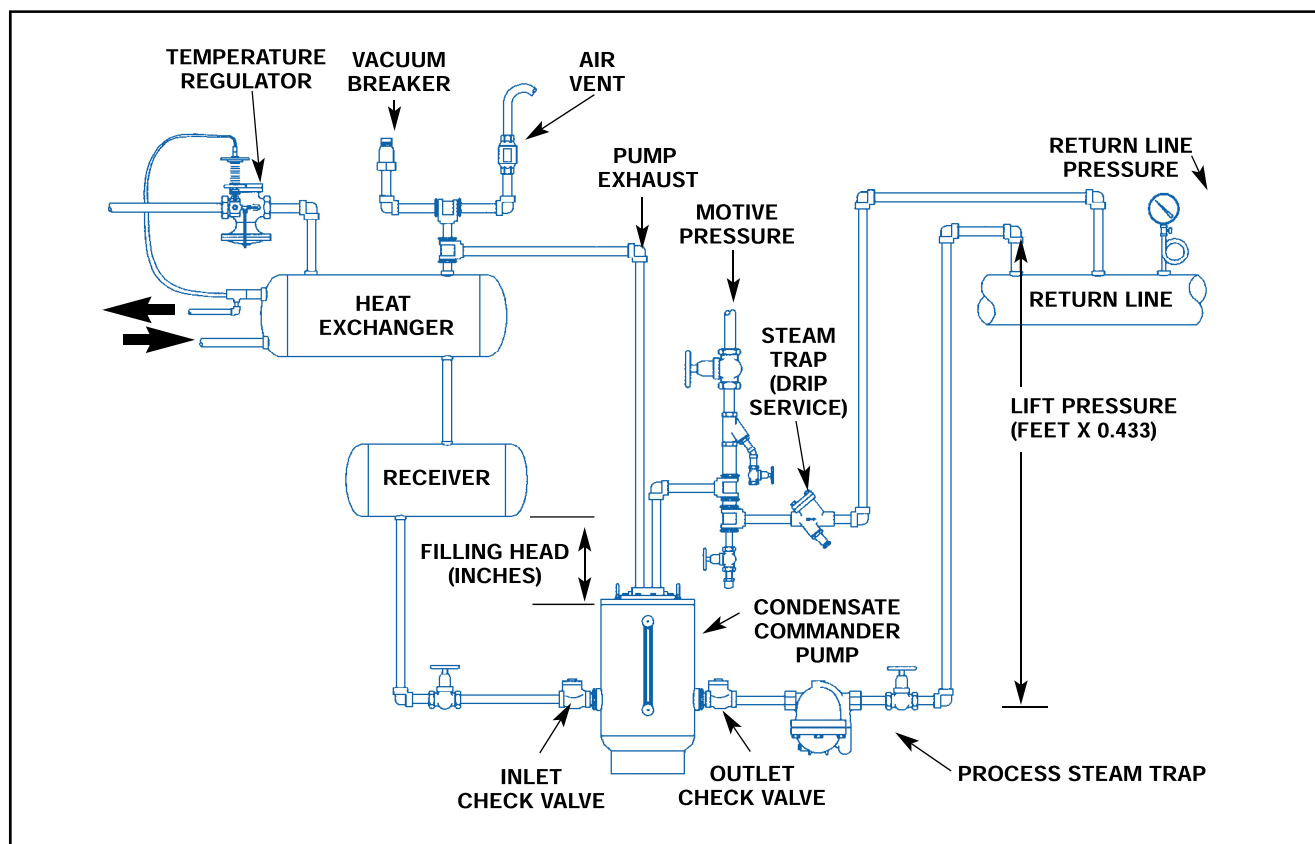 TEMPERATURE
REGULATOR
VACUUM
BREAKER
AIR
VENT
PUMP
EXHAUST
MOTIVE
PRESSURE
RETURN LINE
PRESSURE
HEAT
EXCHANGER
RETURN LINE
STEAM
TRAP
(DRIP
SERVICE)
LIFT PRESSURE
(FEET X 0.433)
RECEIVER
FILLING HEAD
(INCHES)
CONDENSATE
COMMANDER
PUMP
INLET
CHECK VALVE
OUTLET
CHECK VALVE
PROCESS STEAM TRAP